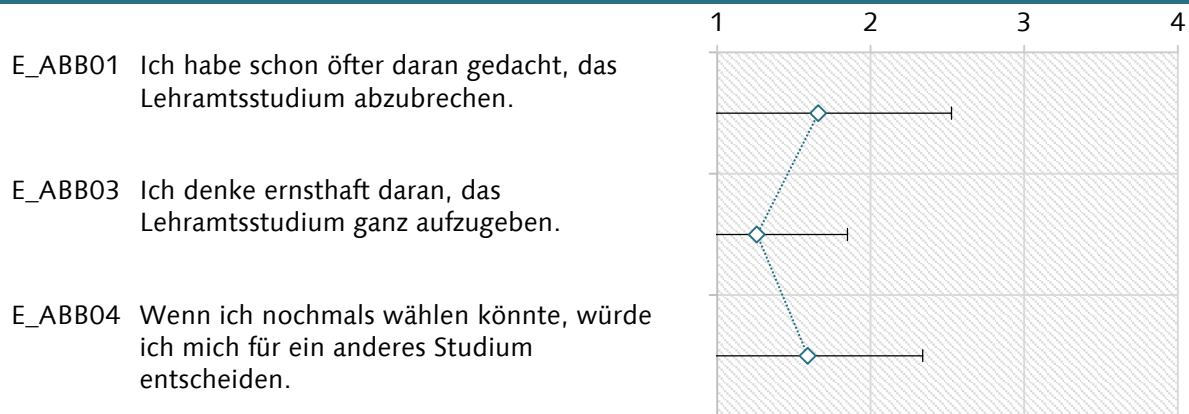 1 2 3 4
E_ABB01 Ich habe schon öfter daran gedacht, das
Lehramtsstudium abzubrechen.
E_ABB03 Ich denke ernsthaft daran, das
Lehramtsstudium ganz aufzugeben.
E_ABB04 Wenn ich nochmals wählen könnte, würde
ich mich für ein anderes Studium
entscheiden.